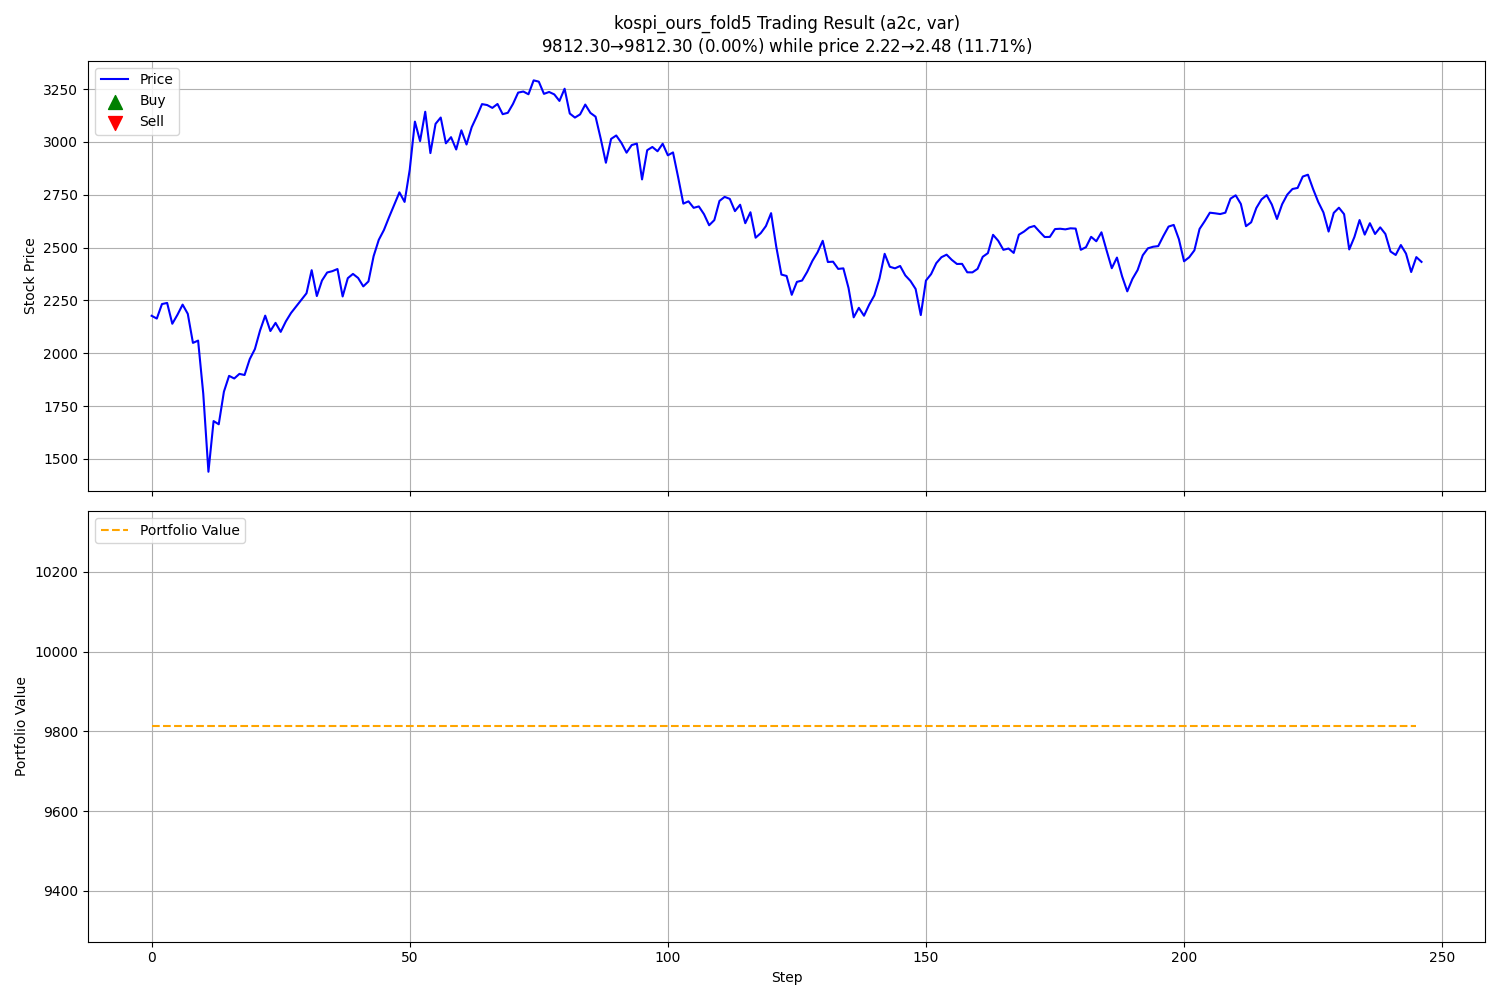 kospi_ours_fold5 Trading Result (a2c, var)
9812.30→9812.30 (0.00%) while price 2.22→2.48 (11.71%)
Price
Buy
Sell
Stock Price
3250
3000
2750
2500
2250
2000
1750
1500
Portfolio Value
Portfolio Value
10200
10000
9800
9600
9400
0
50
100
150
200
250
Step